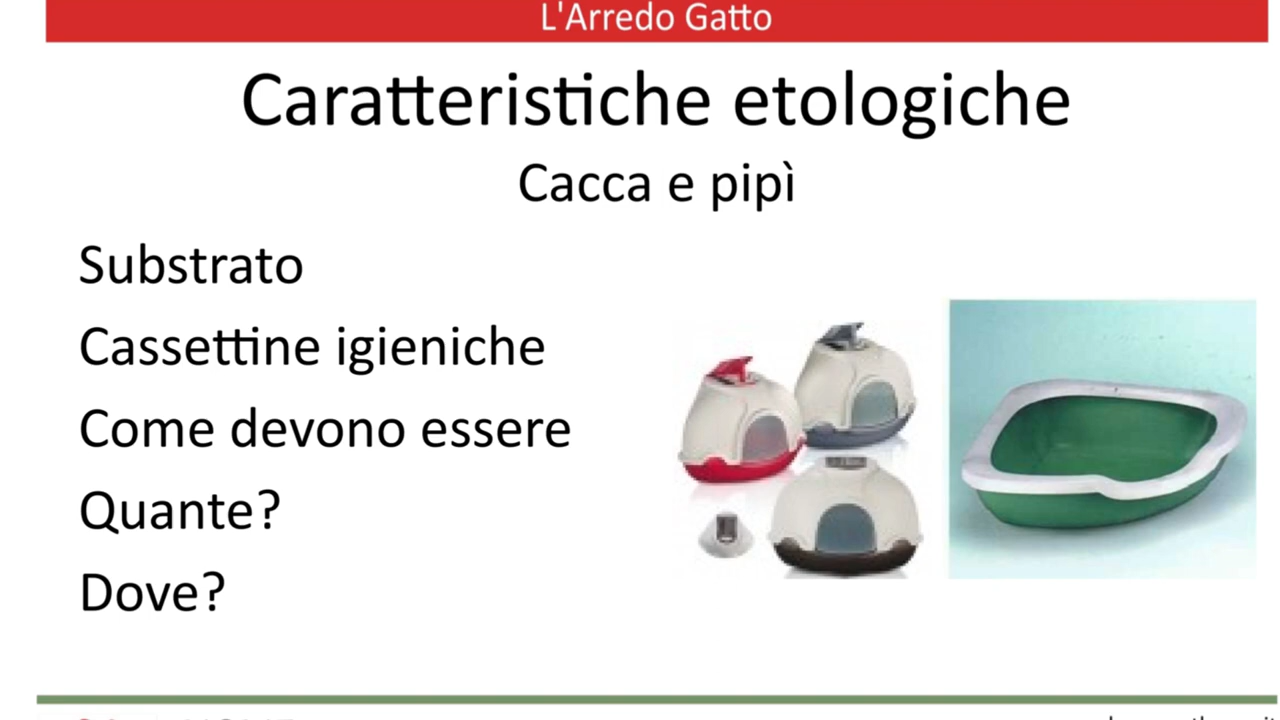 L'Arredo Gatto
Caratteristiche etologiche
Cacca e pipì
Substrato
Cassettine igieniche
Come devono essere
Quante?
Dove?